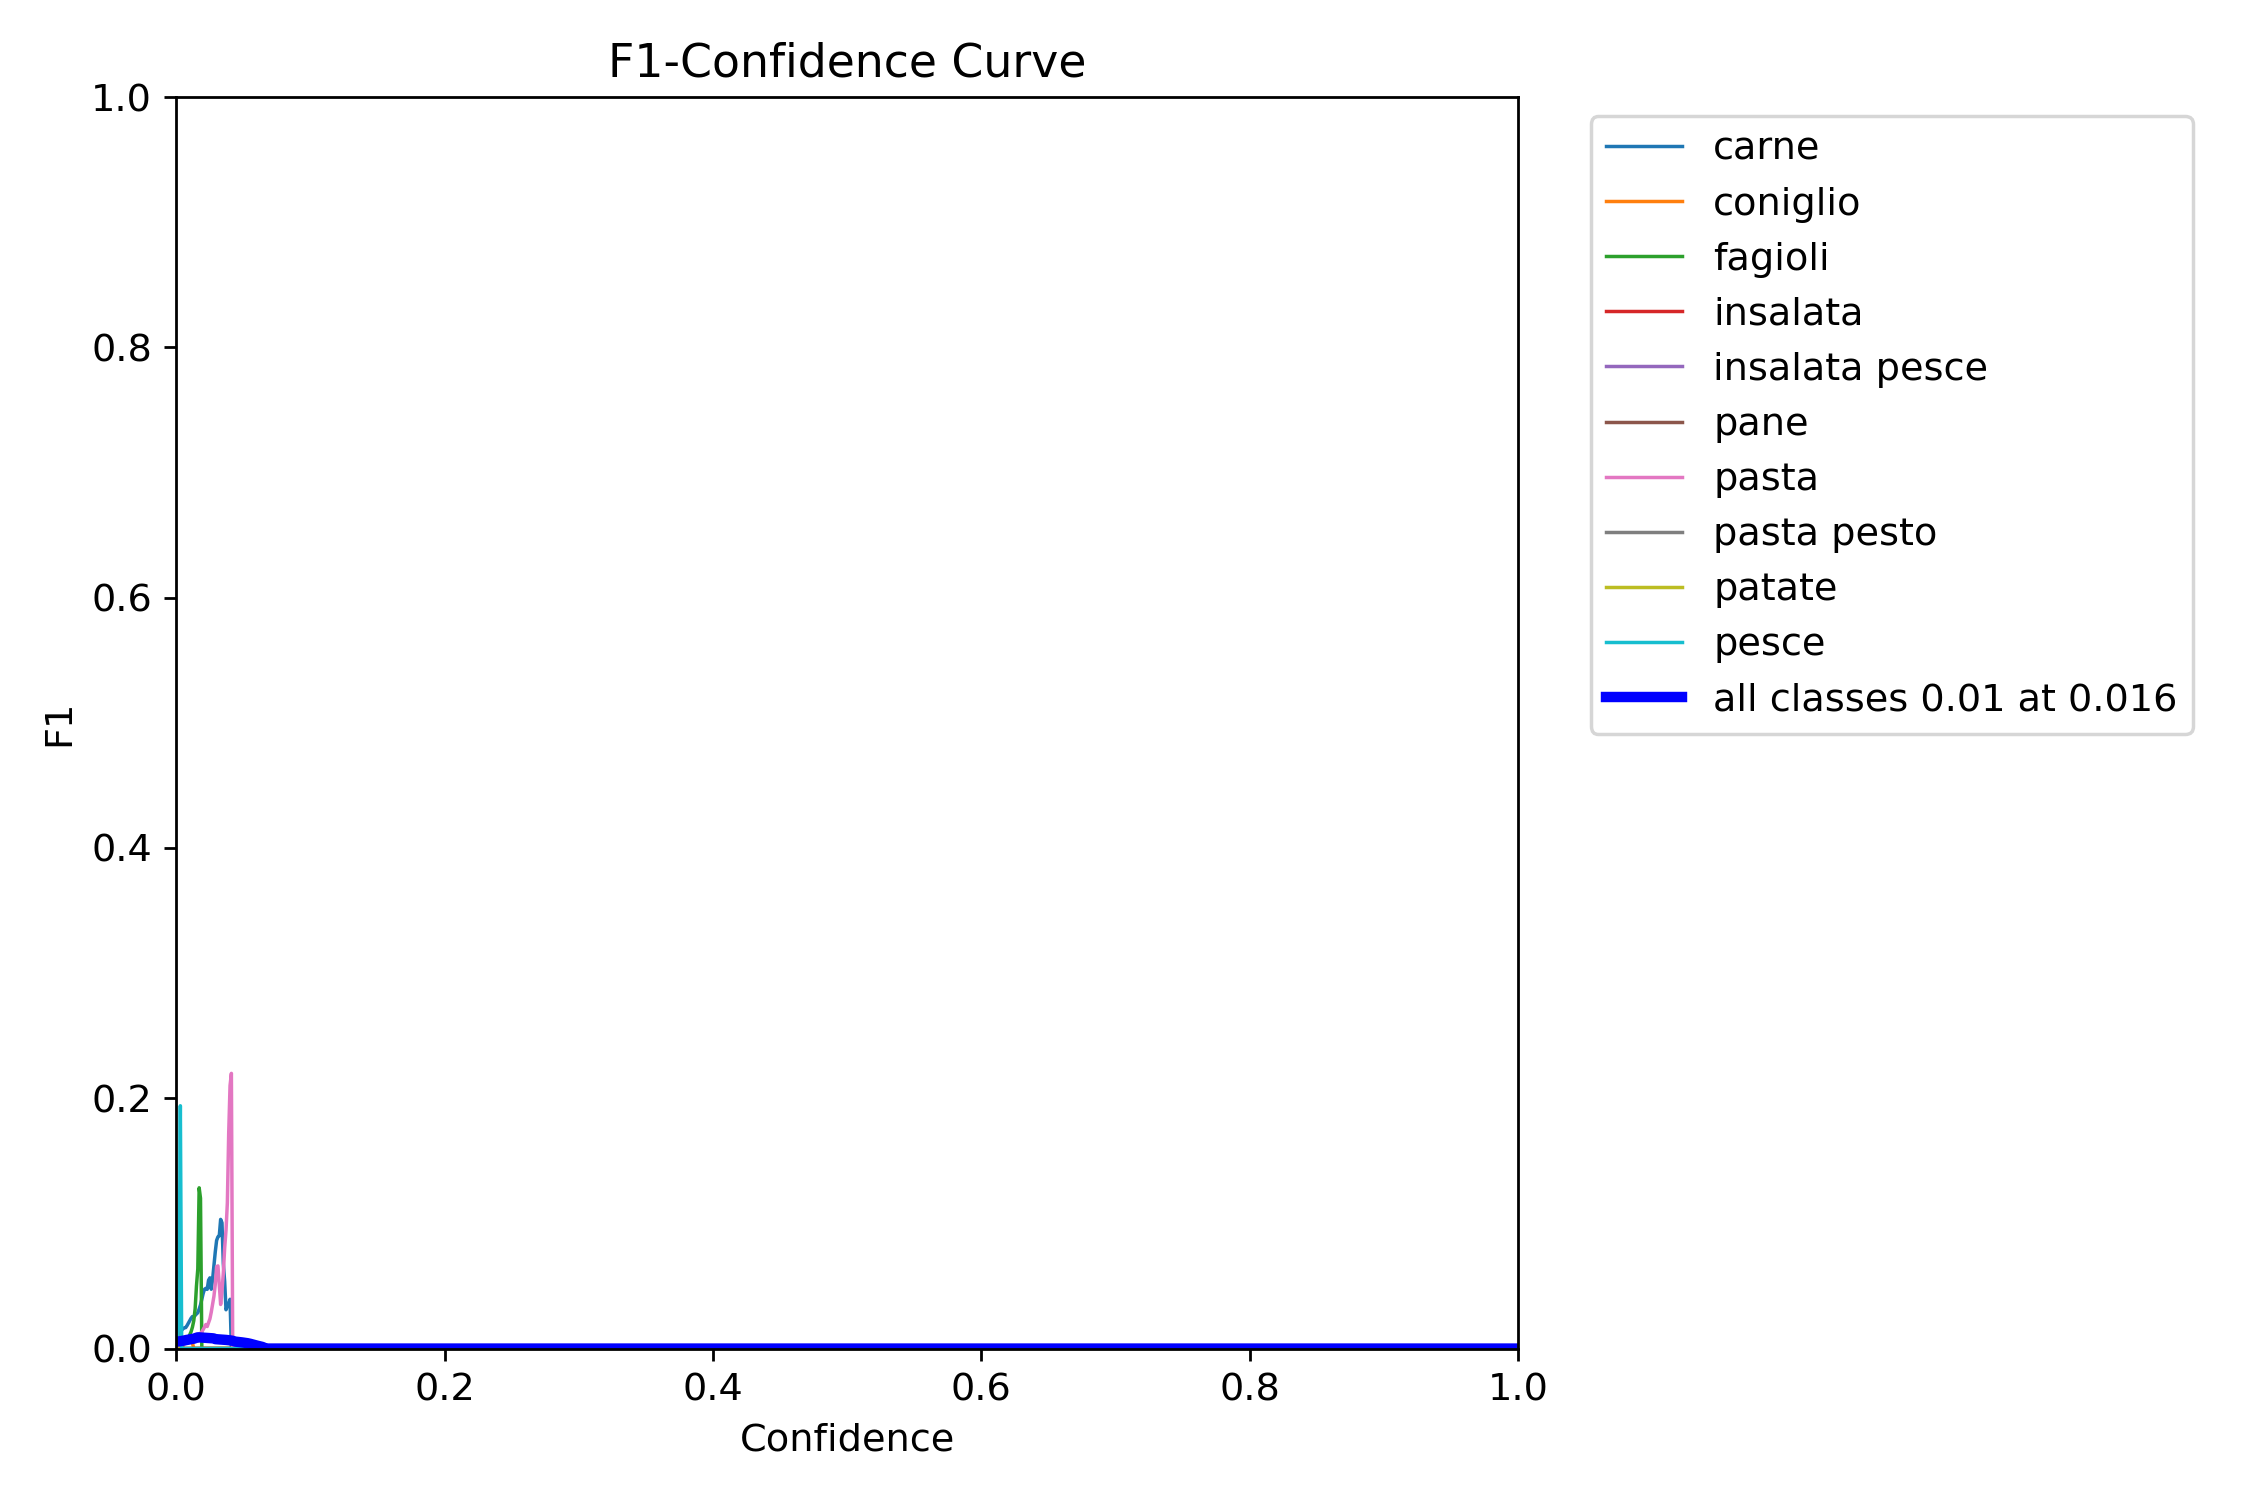 F1-Confidence Curve
1.0
0.8
0.6
0.4
0.2
0.0
F1
0.0 0.2 0.4 0.6 0.8 1.0
Confidence
carne
coniglio
fagioli
insalata
insalata pesce
pane
pasta
pasta pesto
patate
pesce
all classes 0.01 at 0.016